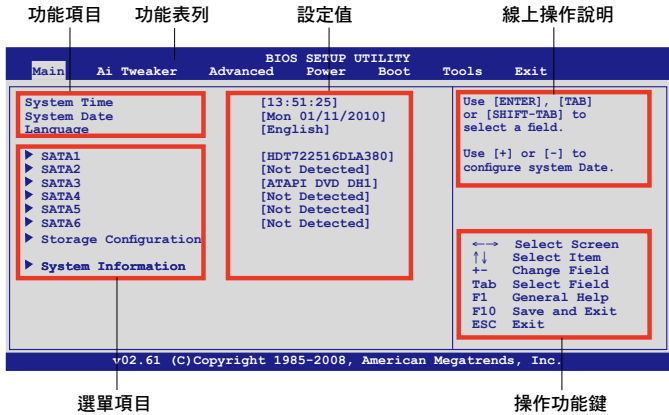 功能項目 功能表列 設定值 線上操作說明
BIOS SETUP UTILITY
Main Ai Tweaker Advanced Power Boot Tools Exit
System Time [13:51:25]
System Date [Mon 01/11/2010]
Language [English]
▶ SATA1 [HDT722516DLA380]
▶ SATA2 [Not Detected]
▶ SATA3 [ATAPI DVD DH1]
▶ SATA4 [Not Detected]
▶ SATA5 [Not Detected]
▶ SATA6 [Not Detected]
▶ Storage Configuration
▶ System Information
Use [ENTER], [TAB]
or [SHIFT-TAB] to
select a field.
Use [+] or [-] to
configure system Date.
←→ Select Screen
↑↓ Select Item
+- Change Field
Tab Select Field
F1 General Help
F10 Save and Exit
ESC Exit
v02.61 (C)Copyright 1985-2008, American Megatrends, Inc.
選單項目 操作功能鍵